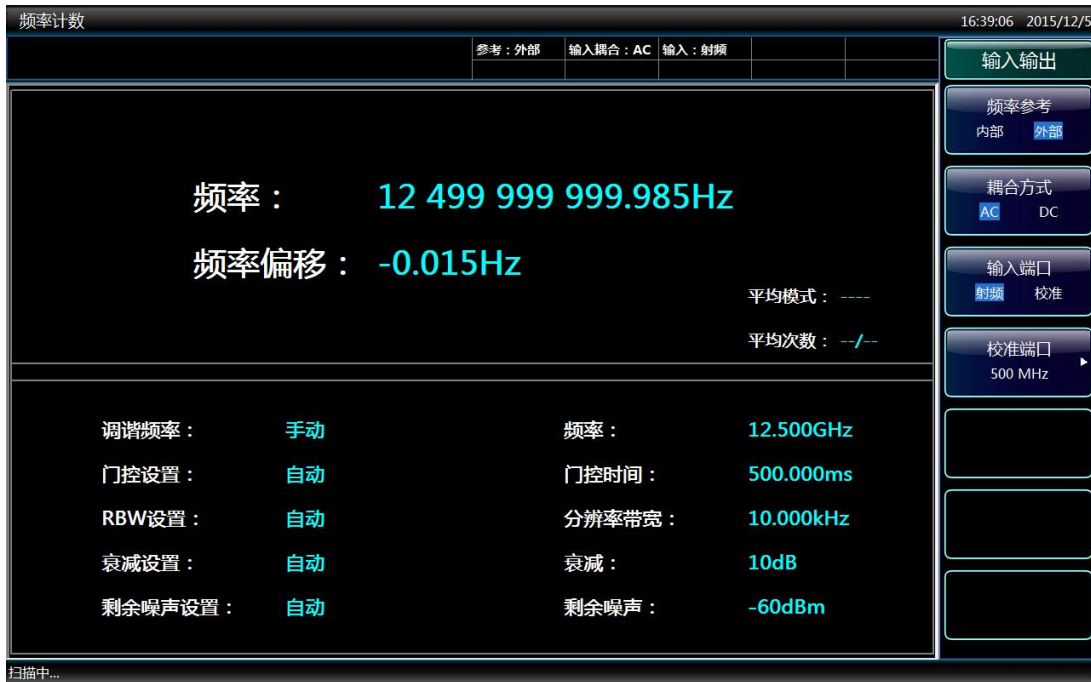 频率计数
16:39:06 2015/12/5
参考：外部 输入耦合：AC 输入：射频
输入输出
频率参考
内部 外部
耦合方式
AC DC
输入端口
射频 校准
校准端口
500 MHz
频率： 12 499 999 999.985Hz
频率偏移： -0.015Hz
平均模式： ----
平均次数： --/--
调谐频率： 手动 频率： 12.500GHz
门控设置： 自动 门控时间： 500.000ms
RBW设置： 自动 分辨率带宽： 10.000kHz
衰减设置： 自动 衰减： 10dB
剩余噪声设置： 自动 剩余噪声： -60dBm
扫描中...